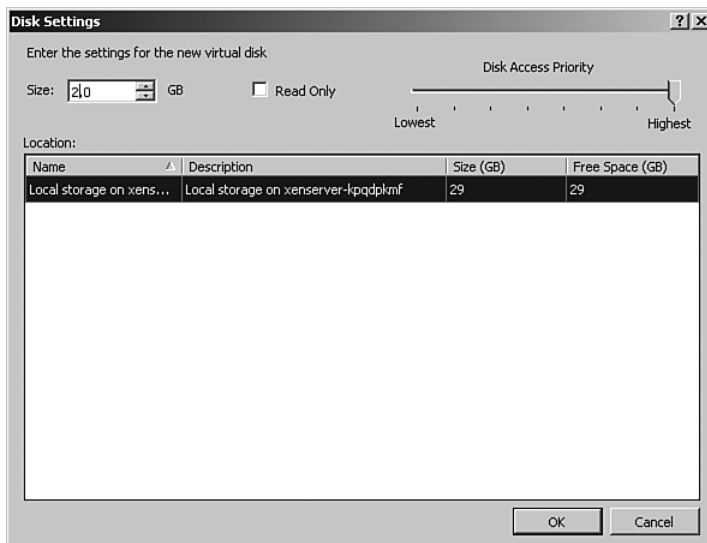 Disk Settings
Enter the settings for the new virtual disk
Size: 2.0 GB
Read Only
Disk Access Priority
Lowest Highest
Location:
Name Description Size (GB) Free Space (GB)
Local storage on xens... Local storage on xenserver-kpqdpkmf 29 29
OK Cancel